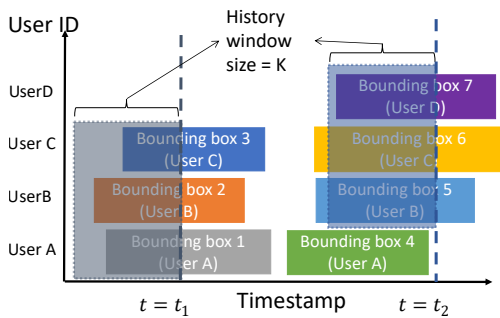 User ID
History
window
size = K
UserD
User C
UserB
User A
Bounding box 7
(User D)
Bounding box 3
(User C)
Bounding box 6
(User C)
Bounding box 2
(User B)
Bounding box 5
(User B)
Bounding box 1
(User A)
Bounding box 4
(User A)
t = t₁
Timestamp
t = t₂